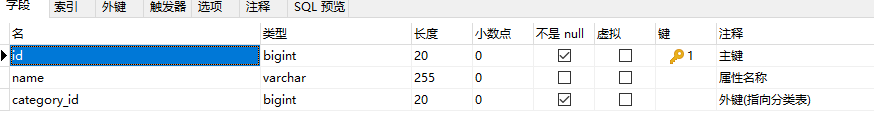 字段 索引 外键 触发器 选项 注释 SQL 预览
名 类型 长度 小数点 不是 null 虚拟 键 注释
id bigint 20 0 1 主键
name varchar 255 0 属性名称
category_id bigint 20 0 外键(指向分类表)